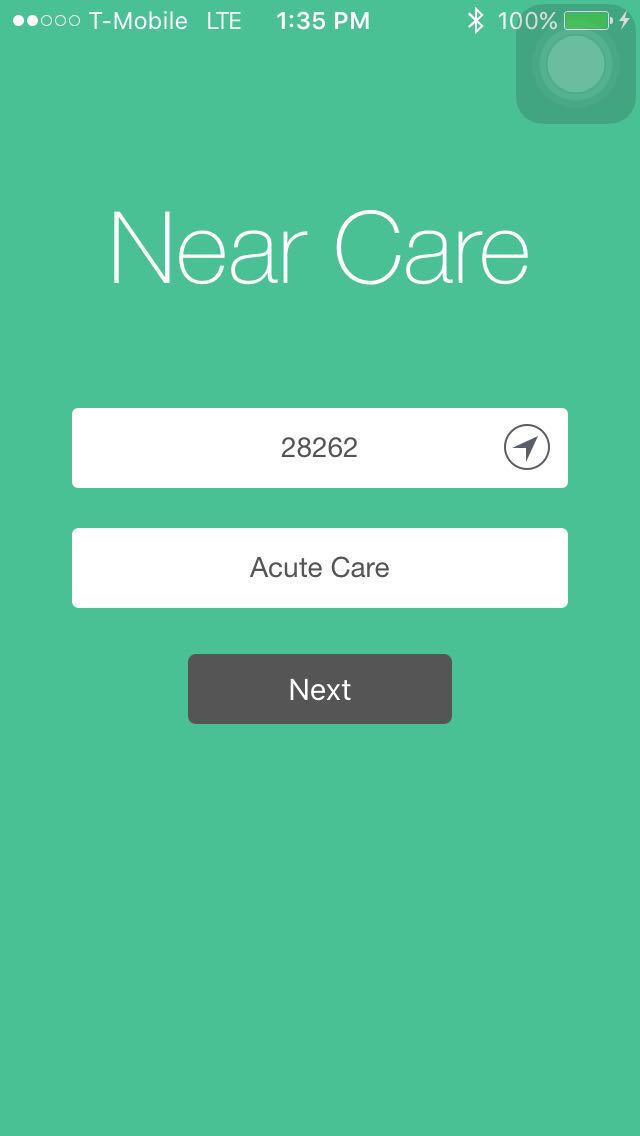 T-Mobile LTE 1:35 PM 100%
Near Care
28262
Acute Care
Next